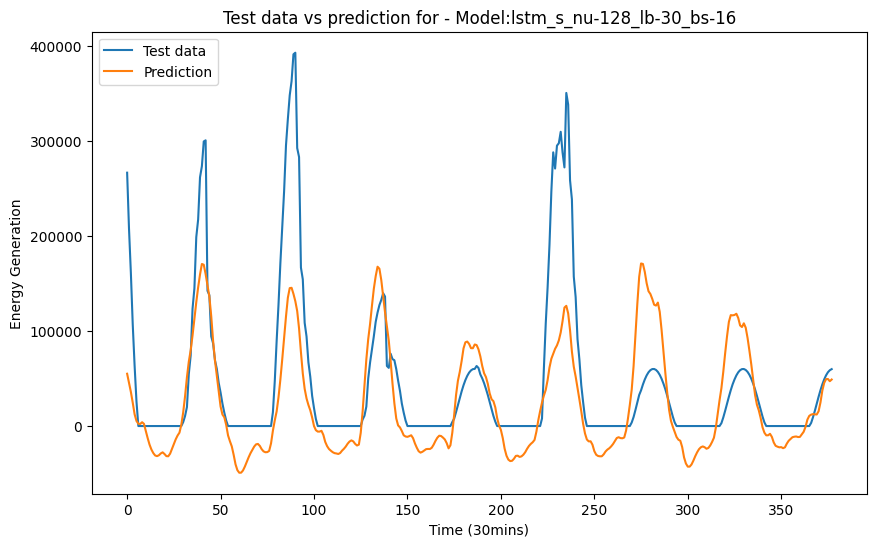 Test data vs prediction for - Model:lstm_s_nu-128_lb-30_bs-16
Test data
Prediction
400000
300000
200000
100000
0
Energy Generation
0 50 100 150 200 250 300 350
Time (30mins)